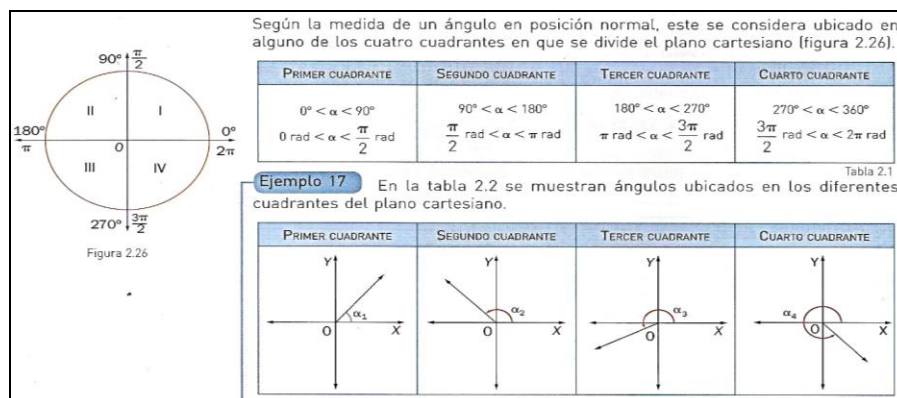 Según la medida de un ángulo en posición normal, este se considera ubicado en
alguno de los cuatro cuadrantes en que se divide el plano cartesiano (figura 2.26).
90° π/2
II I
180° 0°
π O 2π
III IV
270° 3π/2
Figura 2.26
PRIMER CUADRANTE SEGUNDO CUADRANTE TERCER CUADRANTE CUARTO CUADRANTE
0° < α < 90° 90° < α < 180° 180° < α < 270° 270° < α < 360°
0 rad < α < π/2 rad π/2 rad < α < π rad π rad < α < 3π/2 rad 3π/2 rad < α < 2π rad
Tabla 2.1
Ejemplo 17 En la tabla 2.2 se muestran ángulos ubicados en los diferentes
cuadrantes del plano cartesiano.
PRIMER CUADRANTE SEGUNDO CUADRANTE TERCER CUADRANTE CUARTO CUADRANTE
Y Y Y Y
α1 α2 α3 α4
O X O X O X O X